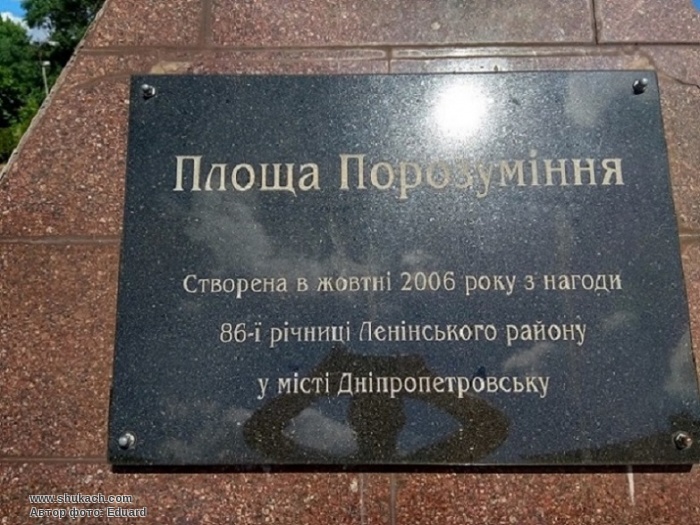 Площа Порозуміння
Створена в жовтні 2006 року з нагоди
86-ї річниці Ленінського району
у місті Дніпропетровську
www.shukach.com
Автор фото: Eduard